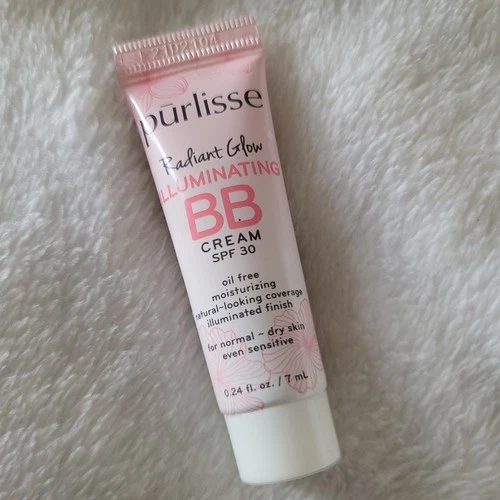 pūrlisse
Radiant Glow
ILLUMINATING
BB
CREAM
SPF 30
oil free
moisturizing
natural-looking coverage
illuminated finish
for normal - dry skin
even sensitive
0.24 fl. oz. / 7 mL